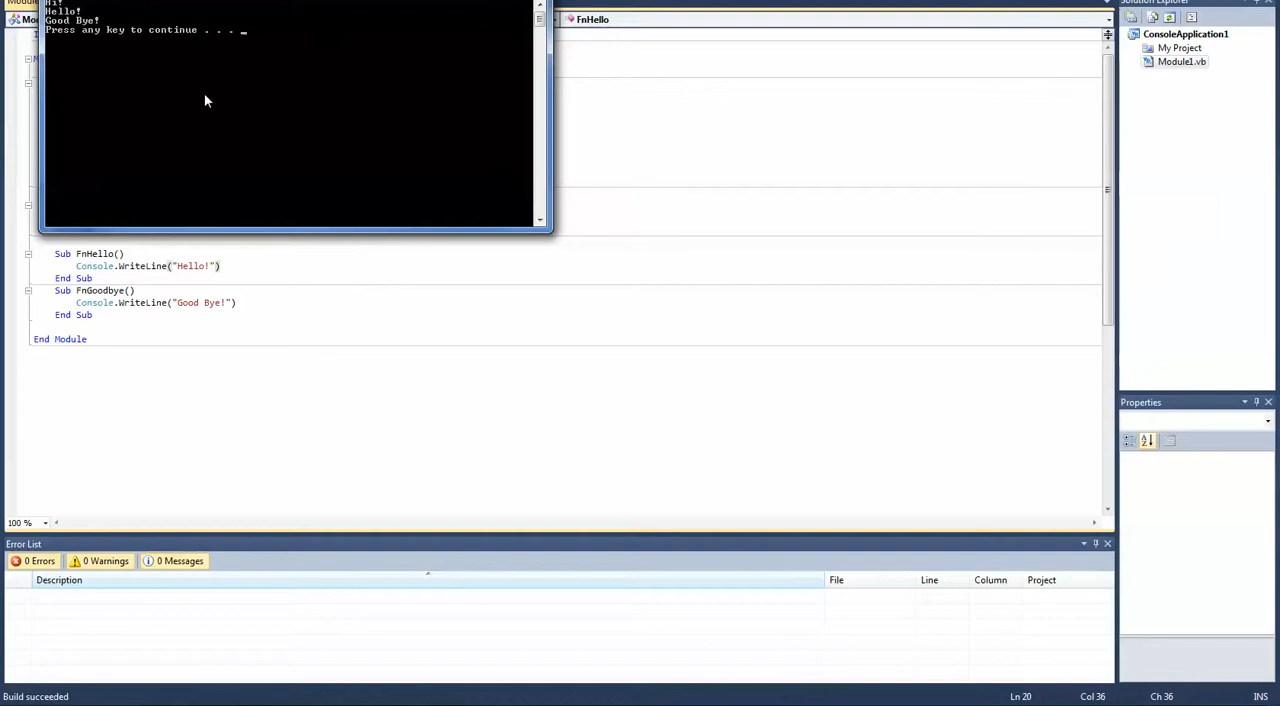 Modul
Solution Explorer
Hi!
Hello!
Good Bye!
Press any key to continue . . . _
Mo
FnHello
ConsoleApplication1
My Project
Module1.vb
Sub FnHello()
Console.WriteLine("Hello!")
End Sub
Sub FnGoodbye()
Console.WriteLine("Good Bye!")
End Sub
End Module
Properties
100 %
Error List
0 Errors
0 Warnings
0 Messages
Description
File
Line
Column
Project
Build succeeded
Ln 20
Col 36
Ch 36
INS